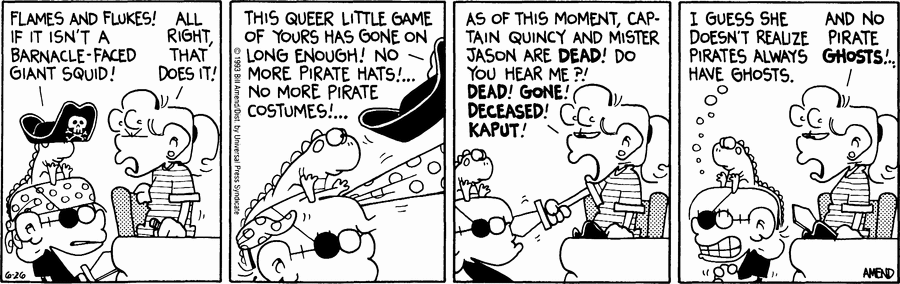 FLAMES AND FLUKES!
IF IT ISN'T A
BARNACLE-FACED
GIANT SQUID!
ALL
RIGHT,
THAT
DOES IT!
6-26
© 1993 Bill Amend/Dist by Universal Press Syndicate
THIS QUEER LITTLE GAME
OF YOURS HAS GONE ON
LONG ENOUGH! NO
MORE PIRATE HATS!...
NO MORE PIRATE
COSTUMES!...
AS OF THIS MOMENT, CAP-
TAIN QUINCY AND MISTER
JASON ARE DEAD! DO
YOU HEAR ME?!
DEAD! GONE!
DECEASED!
KAPUT!
I GUESS SHE
DOESN'T REALIZE
PIRATES ALWAYS
HAVE GHOSTS.
AND NO
PIRATE
GHOSTS!..
AMEND